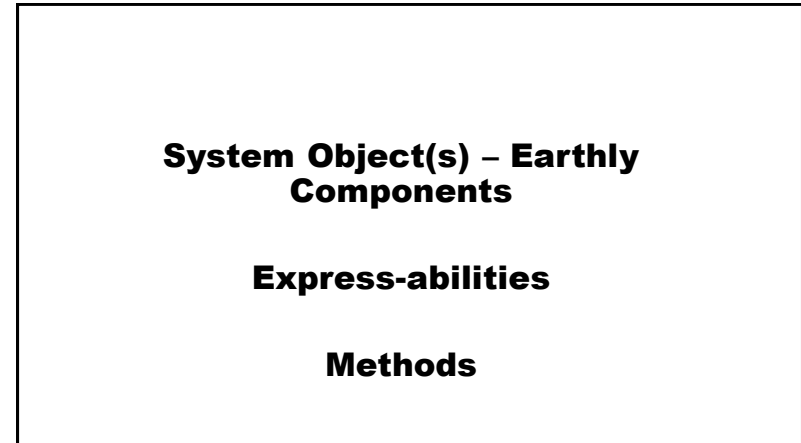 System Object(s) – Earthly
Components
Express-abilities
Methods